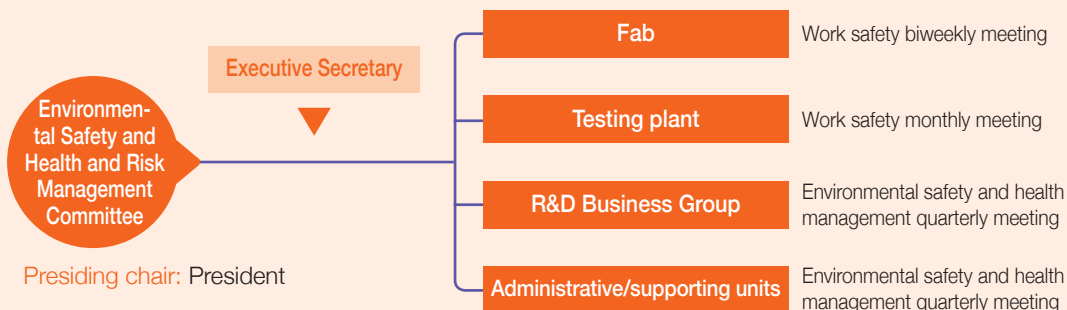 Environmen-
tal Safety and
Health and Risk
Management
Committee
Presiding chair: President
Executive Secretary
Fab
Work safety biweekly meeting
Testing plant
Work safety monthly meeting
R&D Business Group
Environmental safety and health
management quarterly meeting
Administrative/supporting units
Environmental safety and health
management quarterly meeting